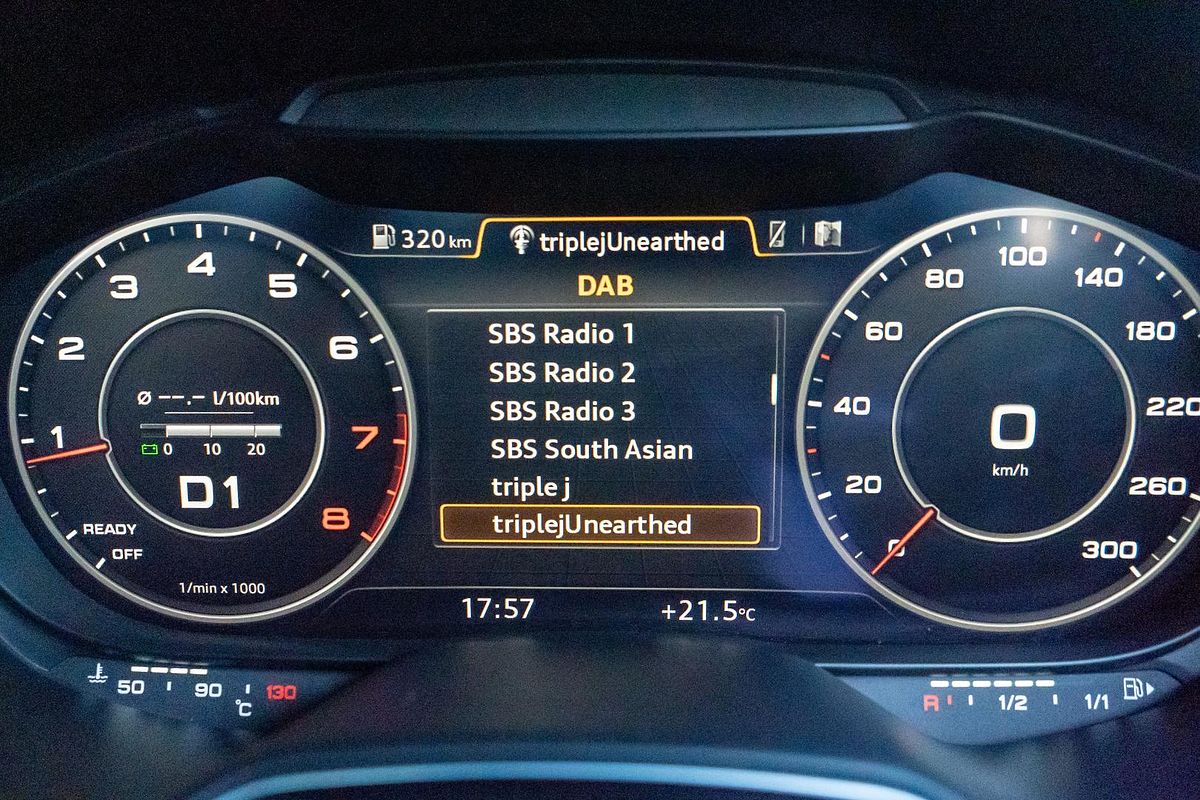 320 km
triplejUnearthed
DAB
SBS Radio 1
SBS Radio 2
SBS Radio 3
SBS South Asian
triple j
triplejUnearthed
17:57
+21.5°C
1
2
3
4
5
6
7
8
Ø --.- l/100km
0 10 20
D1
READY
OFF
1/min x 1000
0
20
40
60
80
100
140
180
220
260
300
0
km/h
50 90 130
°C
R 1/2 1/1